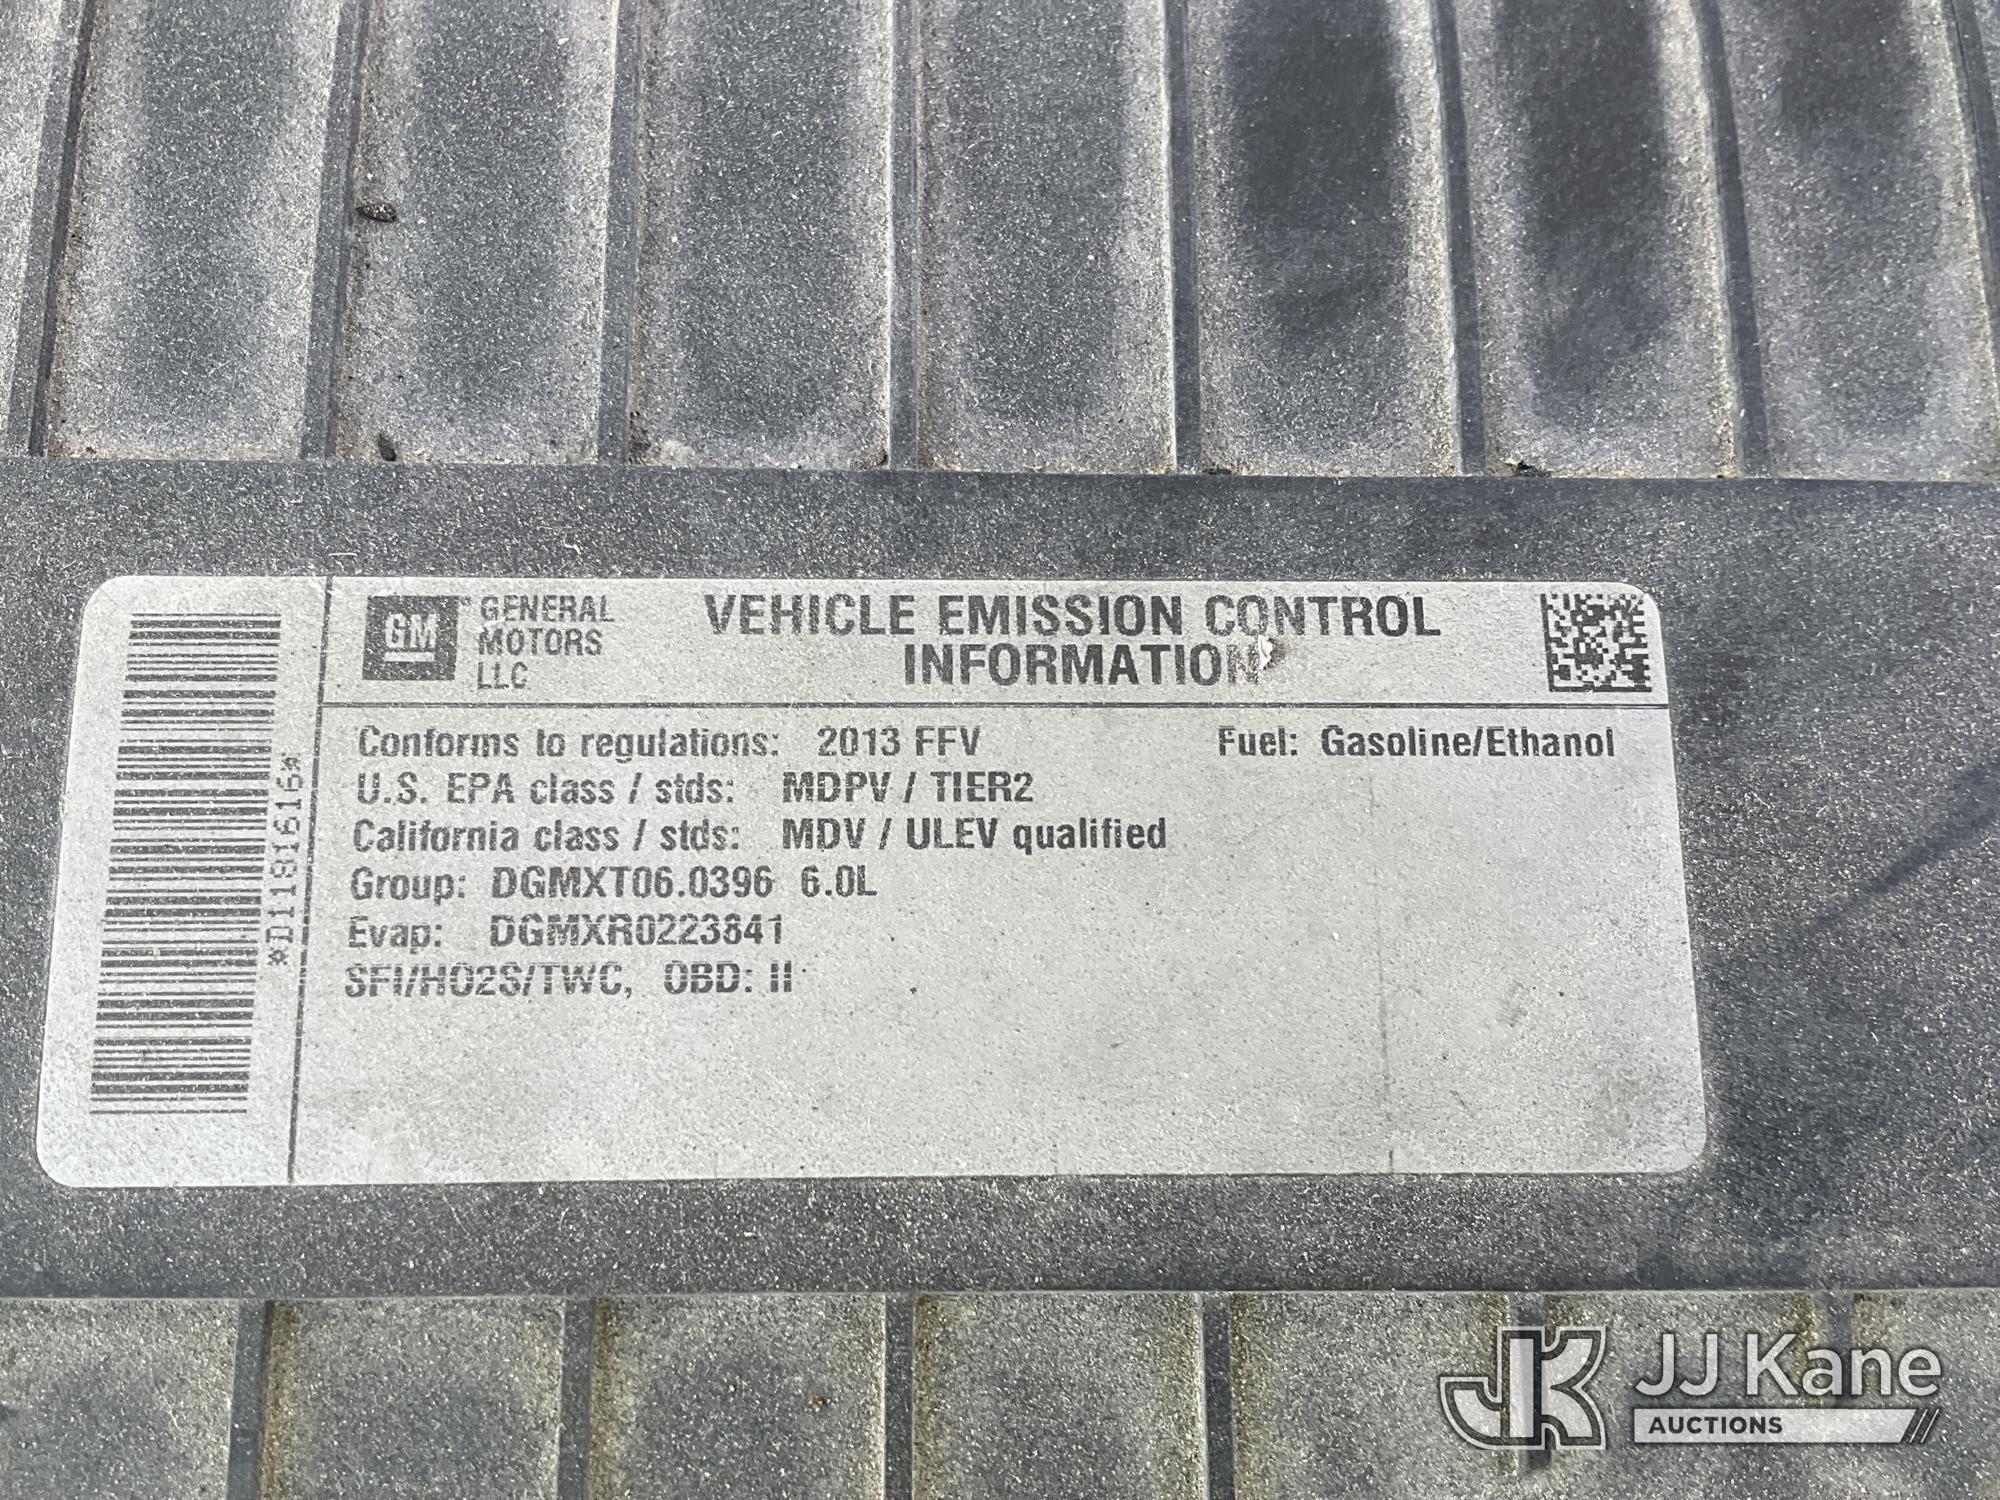 *D1181616*
GM
GENERAL
MOTORS
LLC
VEHICLE EMISSION CONTROL
INFORMATION
Conforms to regulations: 2013 FFV Fuel: Gasoline/Ethanol
U.S. EPA class / stds: MDPV / TIER2
California class / stds: MDV / ULEV qualified
Group: DGMXT06.0396 6.0L
Evap: DGMXR0223841
SFI/HO2S/TWC, OBD: II
JK JJ Kane
AUCTIONS